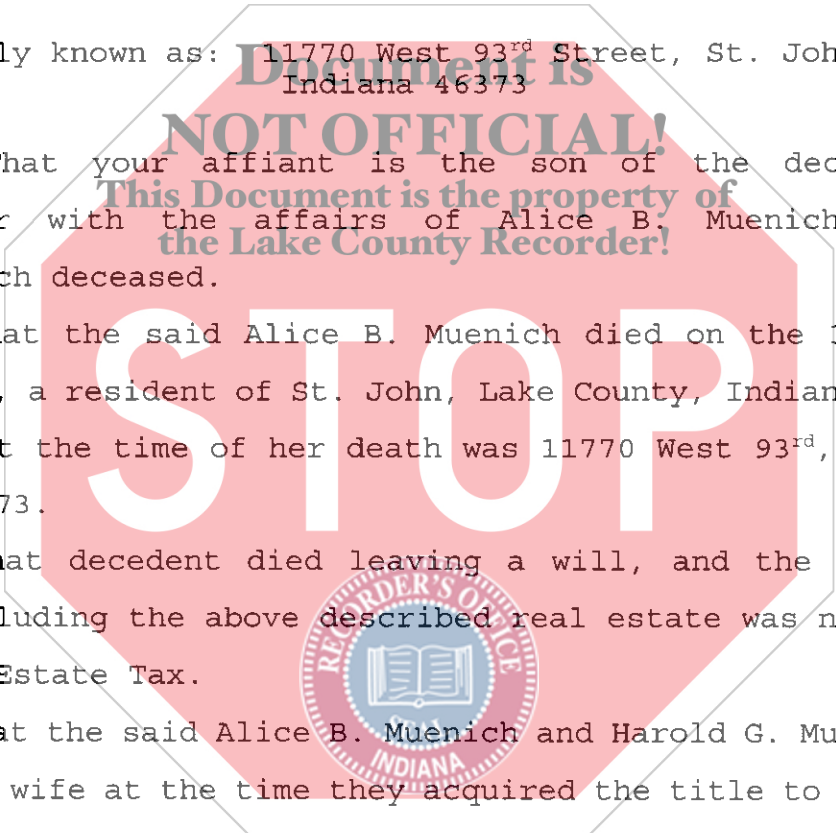 ly known as: 11770 West 93rd Street, St. Joh
Indiana 46373
Document is
NOT OFFICIAL!
This Document is the property of
the Lake County Recorder!
hat your affiant is the son of the dec
r with the affairs of Alice B. Muenich
ch deceased.
at the said Alice B. Muenich died on the 1
, a resident of St. John, Lake County, Indian
t the time of her death was 11770 West 93rd,
73.
STOP
at decedent died leaving a will, and the
luding the above described real estate was n
Estate Tax.
RECORDER'S OFFICE
SEAL
INDIANA
at the said Alice B. Muenich and Harold G. Mu
wife at the time they acquired the title to